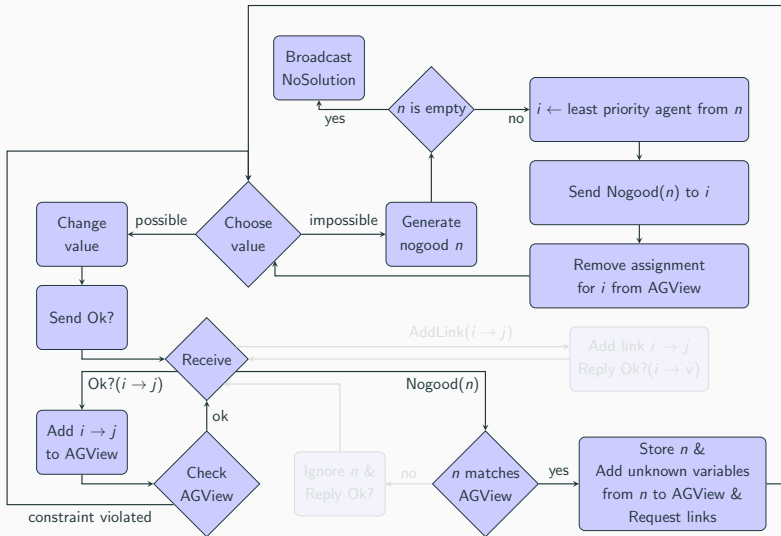 Broadcast
NoSolution
n is empty
yes
no
i ← least priority agent from n
Send Nogood(n) to i
Remove assignment
for i from AGView
Choose
value
possible
impossible
Change
value
Generate
nogood n
Send Ok?
Receive
AddLink(i → j)
Add link i → j
Reply Ok?(i → v)
Ok?(i → j)
Nogood(n)
ok
Add i → j
to AGView
Check
AGView
Ignore n &
Reply Ok?
no
n matches
AGView
yes
Store n &
Add unknown variables
from n to AGView &
Request links
constraint violated